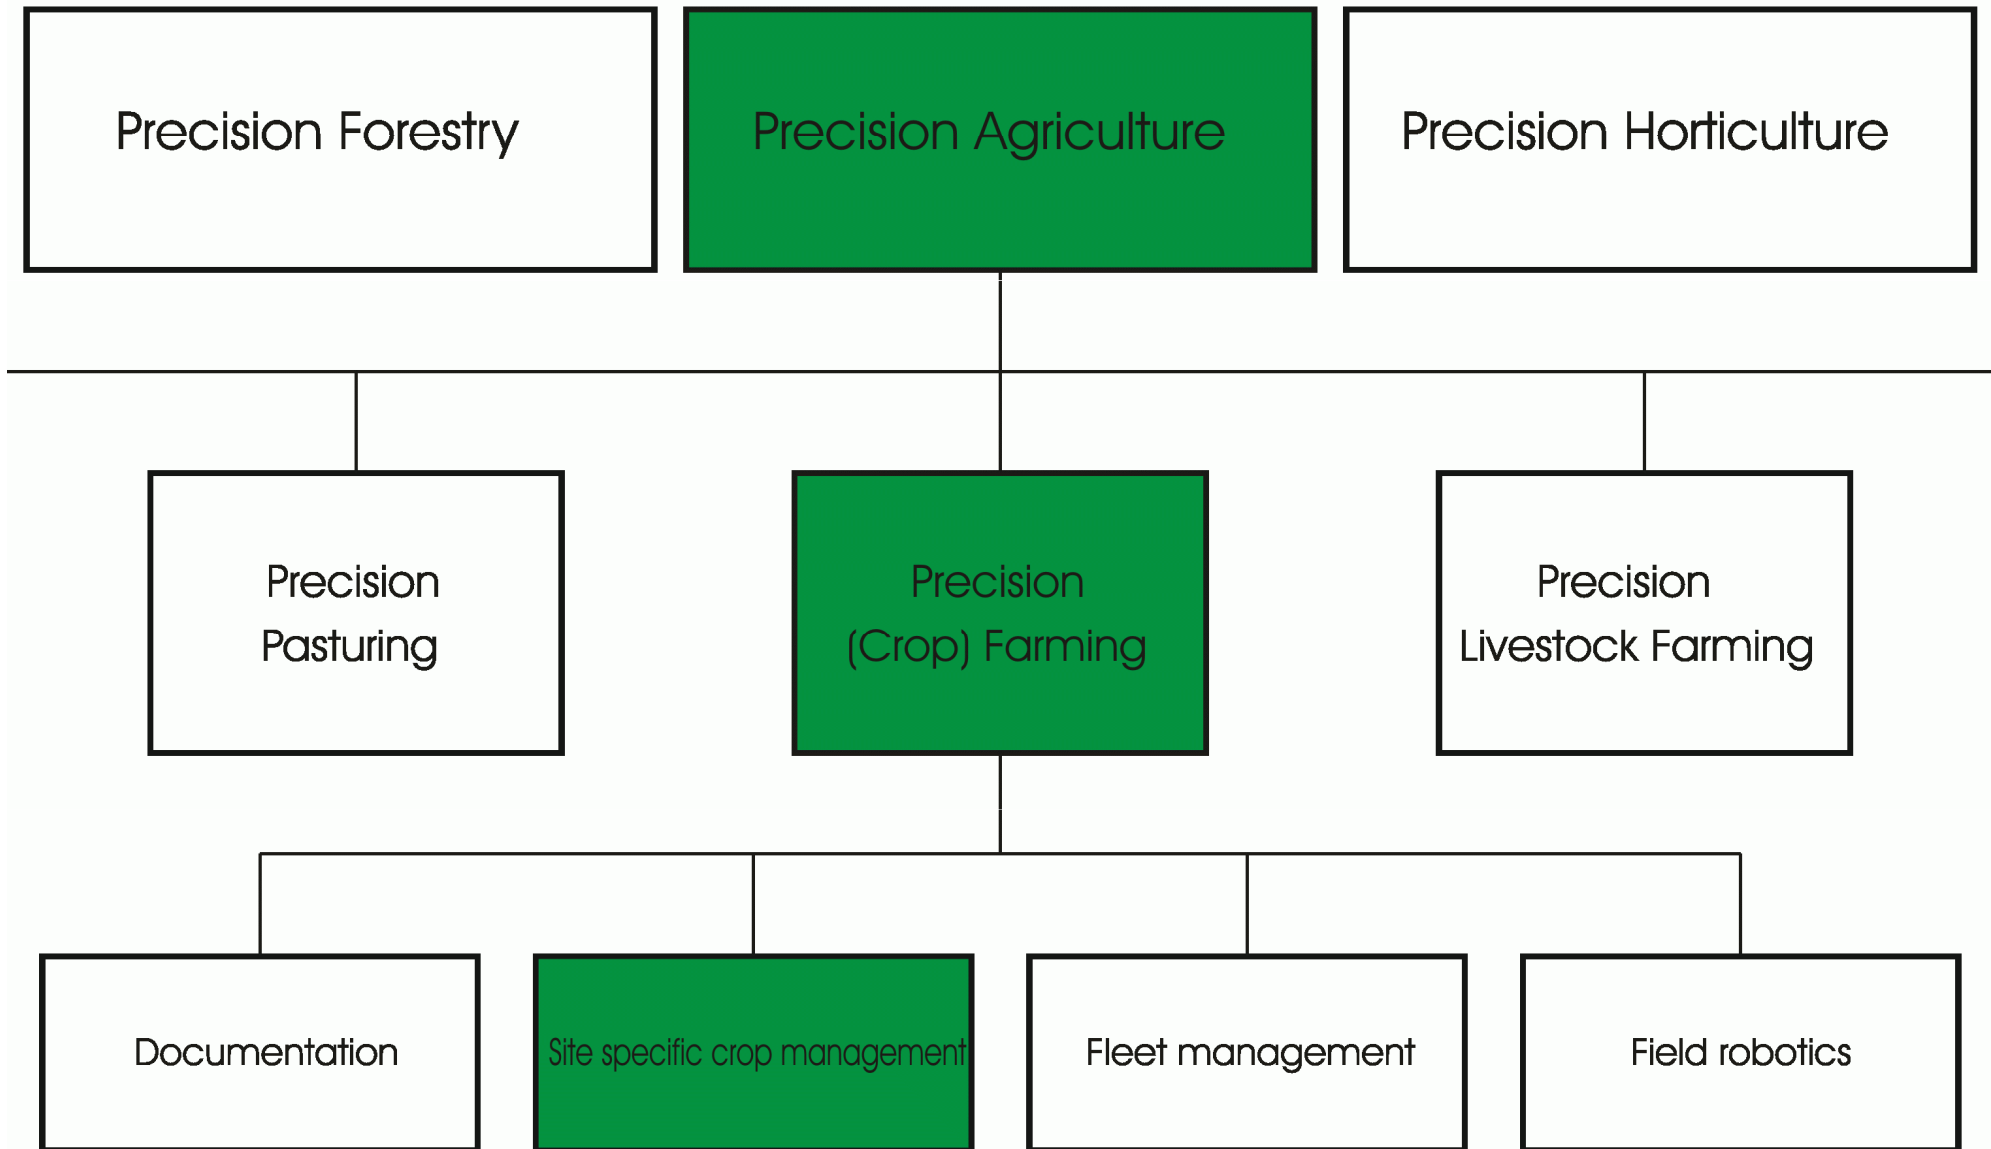 Precision Forestry
Precision Agriculture
Precision Horticulture
Precision
Pasturing
Precision
(Crop) Farming
Precision
Livestock Farming
Documentation
Site specific crop management
Fleet management
Field robotics